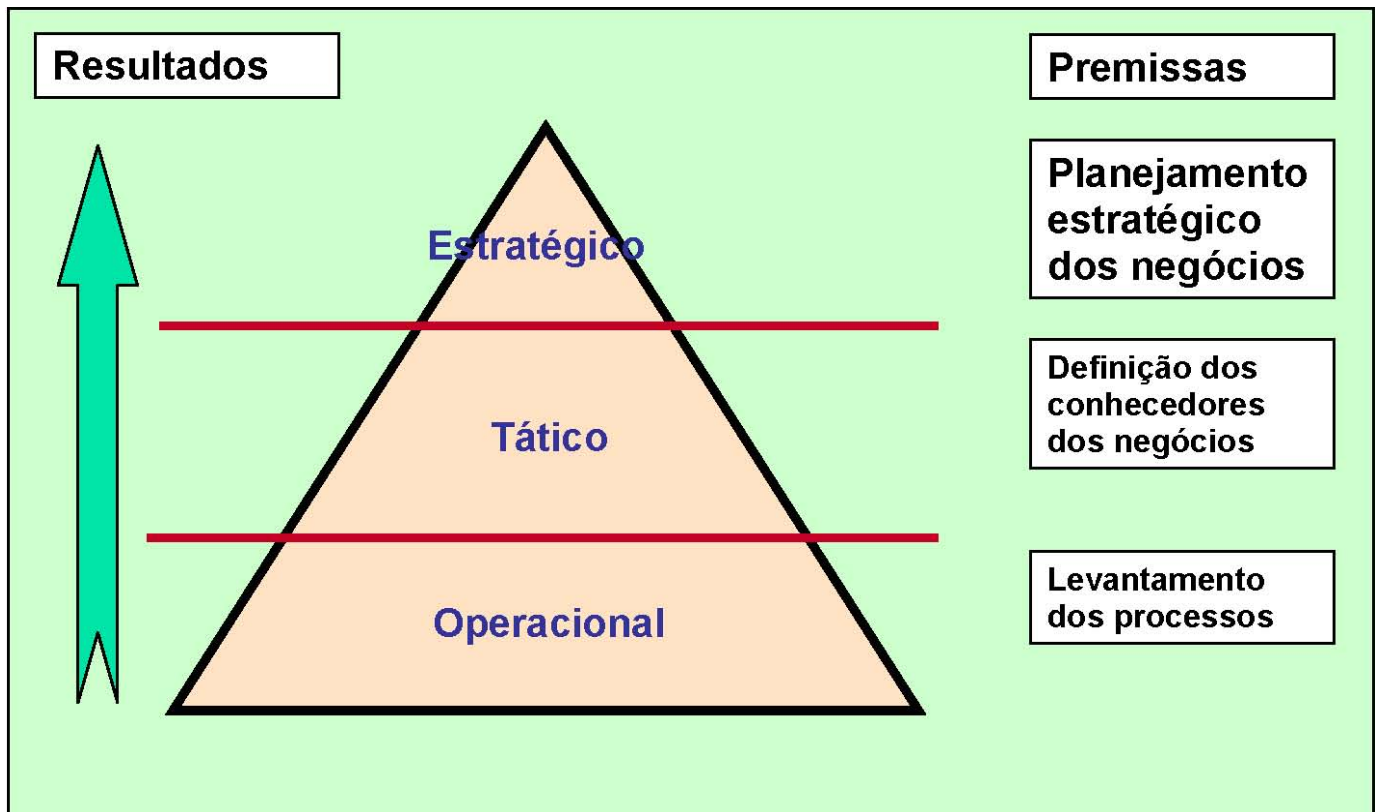 Resultados
Premissas
Planejamento
estratégico
dos negócios
Estratégico
Definição dos
conhecedores
dos negócios
Tático
Levantamento
dos processos
Operacional